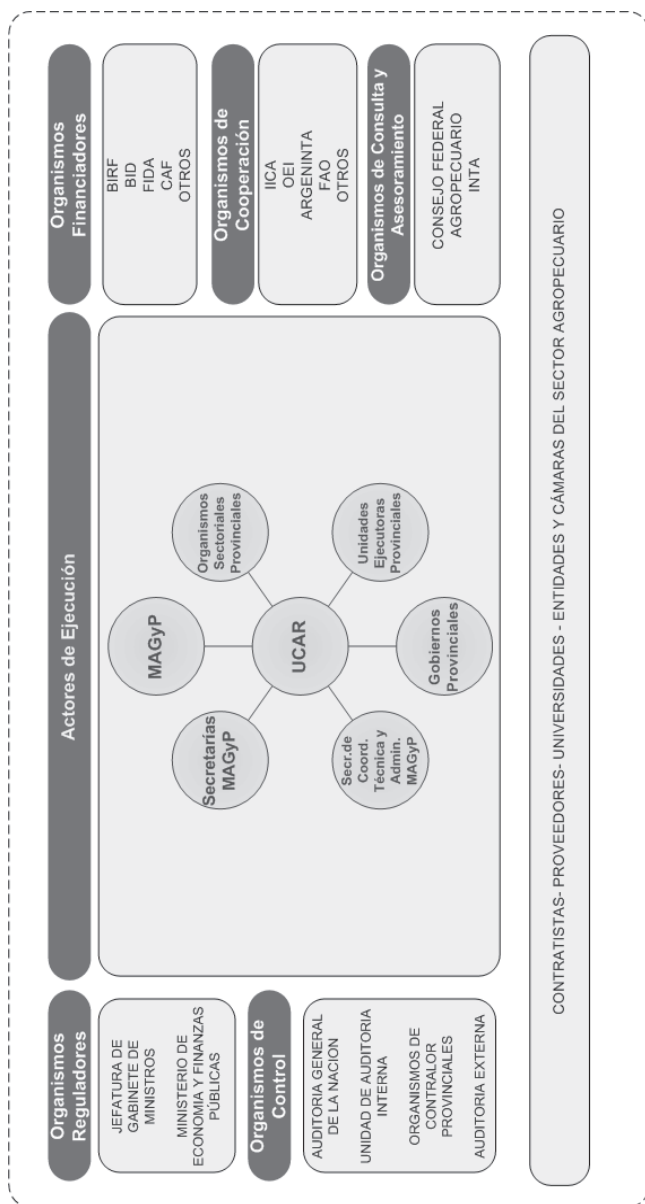 Organismos
Reguladores
JEFATURA DE
GABINETE DE
MINISTROS
MINISTERIO DE
ECONOMIA Y FINANZAS
PÚBLICAS
Organismos de
Control
AUDITORIA GENERAL
DE LA NACION
UNIDAD DE AUDITORIA
INTERNA
ORGANISMOS DE
CONTRALOR
PROVINCIALES
AUDITORIA EXTERNA
Actores de Ejecución
MAGyP
Secretarías
MAGyP
Organismos
Sectoriales
Provinciales
UCAR
Secr.de
Coord.
Técnica y
Admin.
MAGyP
Unidades
Ejecutoras
Provinciales
Gobiernos
Provinciales
Organismos
Financiadores
BIRF
BID
FIDA
CAF
OTROS
Organismos de
Cooperación
IICA
OEI
ARGENINTA
FAO
OTROS
Organismos de Consulta y
Asesoramiento
CONSEJO FEDERAL
AGROPECUARIO
INTA
CONTRATISTAS- PROVEEDORES- UNIVERSIDADES - ENTIDADES Y CÁMARAS DEL SECTOR AGROPECUARIO